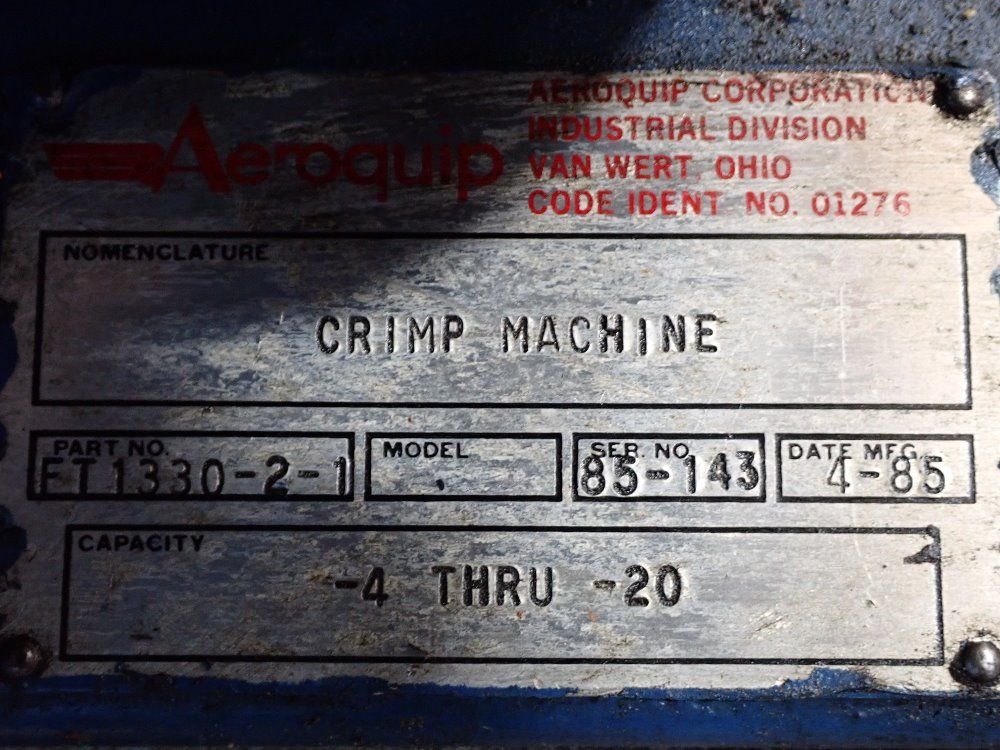 Aeroquip
AEROQUIP CORPORATION
INDUSTRIAL DIVISION
VAN WERT, OHIO
CODE IDENT NO. 01276
NOMENCLATURE
CRIMP MACHINE
PART NO.
FT1330-2-1
MODEL
SER. NO.
85-143
DATE MFG.
4-85
CAPACITY
-4 THRU -20